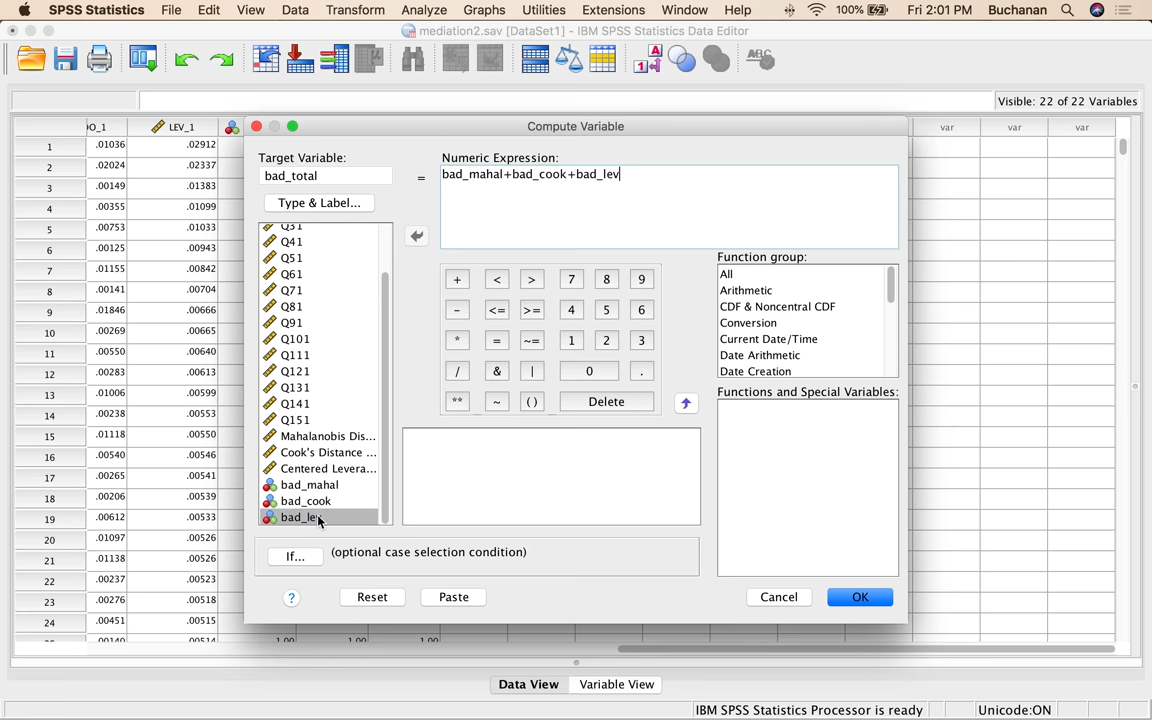 SPSS Statistics File Edit View Data Transform Analyze Graphs Utilities Extensions Window Help 100% Fri 2:01 PM Buchanan
mediation2.sav [DataSet1] - IBM SPSS Statistics Data Editor
Visible: 22 of 22 Variables
LEV_1 var var var
1 .01036 .02912
2 .02024 .02337
3 .00149 .01383
4 .00355 .01099
5 .00753 .01033
6 .00125 .00943
7 .01155 .00842
8 .00141 .00704
9 .01846 .00666
10 .00269 .00665
11 .00550 .00640
12 .00283 .00613
13 .01006 .00599
14 .00238 .00553
15 .01118 .00550
16 .00540 .00546
17 .00265 .00541
18 .00206 .00539
19 .00612 .00533
20 .01097 .00526
21 .01138 .00526
22 .00237 .00523
23 .00276 .00518
24 .00451 .00515
Compute Variable
Target Variable:
bad_total
=
Type & Label...
Numeric Expression:
bad_mahal+bad_cook+bad_lev
Q31
Q41
Q51
Q61
Q71
Q81
Q91
Q101
Q111
Q121
Q131
Q141
Q151
Mahalanobis Dis...
Cook's Distance ...
Centered Levera...
bad_mahal
bad_cook
bad_lev
+ < > 7 8 9
- <= >= 4 5 6
* = ~= 1 2 3
/ & | 0 .
** ~ () Delete
Function group:
All
Arithmetic
CDF & Noncentral CDF
Conversion
Current Date/Time
Date Arithmetic
Date Creation
Functions and Special Variables:
If... (optional case selection condition)
? Reset Paste Cancel OK
Data View Variable View
IBM SPSS Statistics Processor is ready Unicode:ON